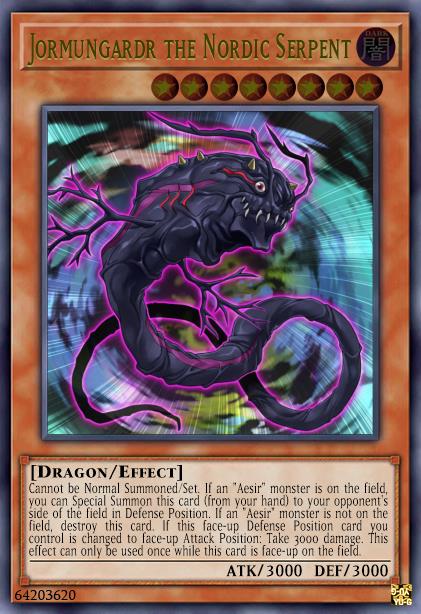 Jormungardr the Nordic Serpent
DARK
闇
[Dragon/Effect]
Cannot be Normal Summoned/Set. If an "Aesir" monster is on the field,
you can Special Summon this card (from your hand) to your opponent's
side of the field in Defense Position. If an "Aesir" monster is not on the
field, destroy this card. If this face-up Defense Position card you
control is changed to face-up Attack Position: Take 3000 damage. This
effect can only be used once while this card is face-up on the field.
ATK/3000 DEF/3000
64203620